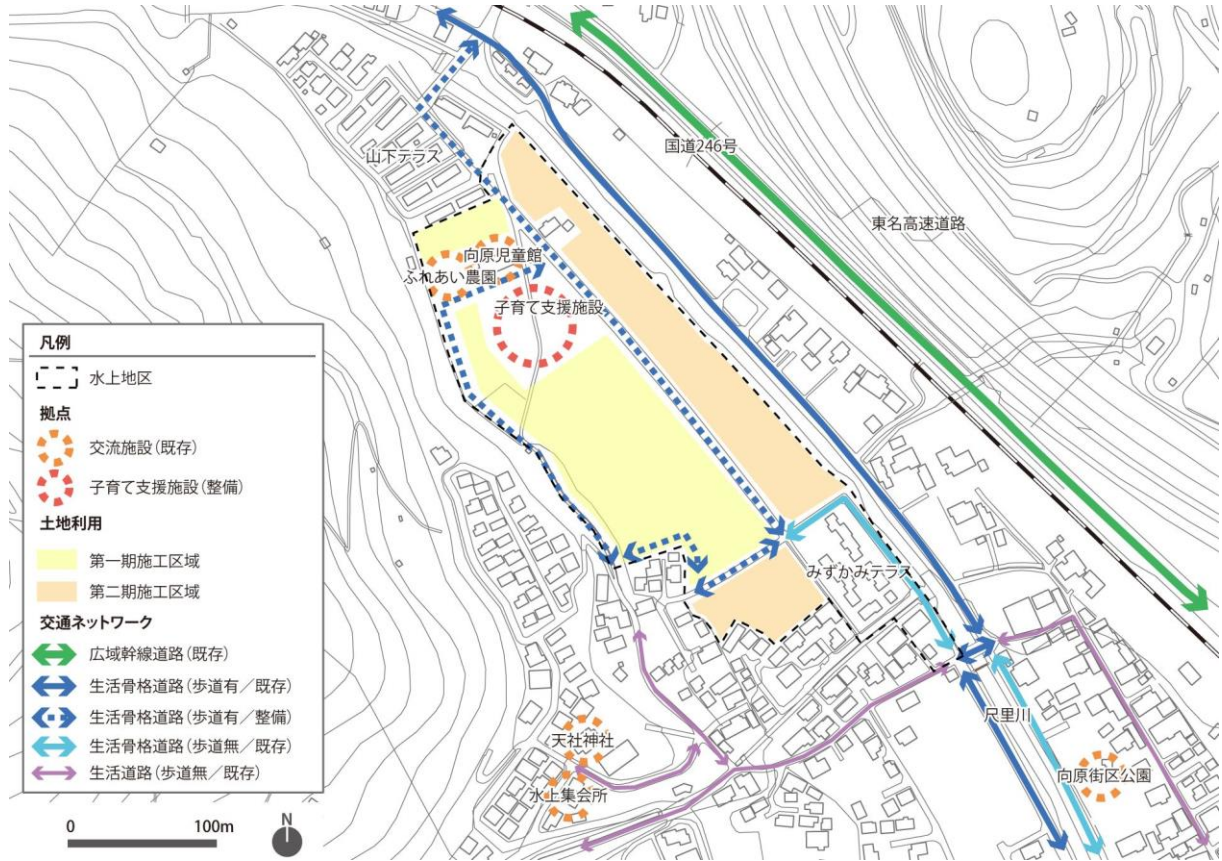 国道246号
山下テラス
東名高速道路
向原児童館
ふれあい農園
子育て支援施設
みずかみテラス
尺里川
天社神社
水上集会所
向原街区公園
凡例
水上地区
拠点
交流施設(既存)
子育て支援施設(整備)
土地利用
第一期施工区域
第二期施工区域
交通ネットワーク
広域幹線道路(既存)
生活骨格道路(歩道有/既存)
生活骨格道路(歩道有/整備)
生活骨格道路(歩道無/既存)
生活道路(歩道無/既存)
0 100m
N